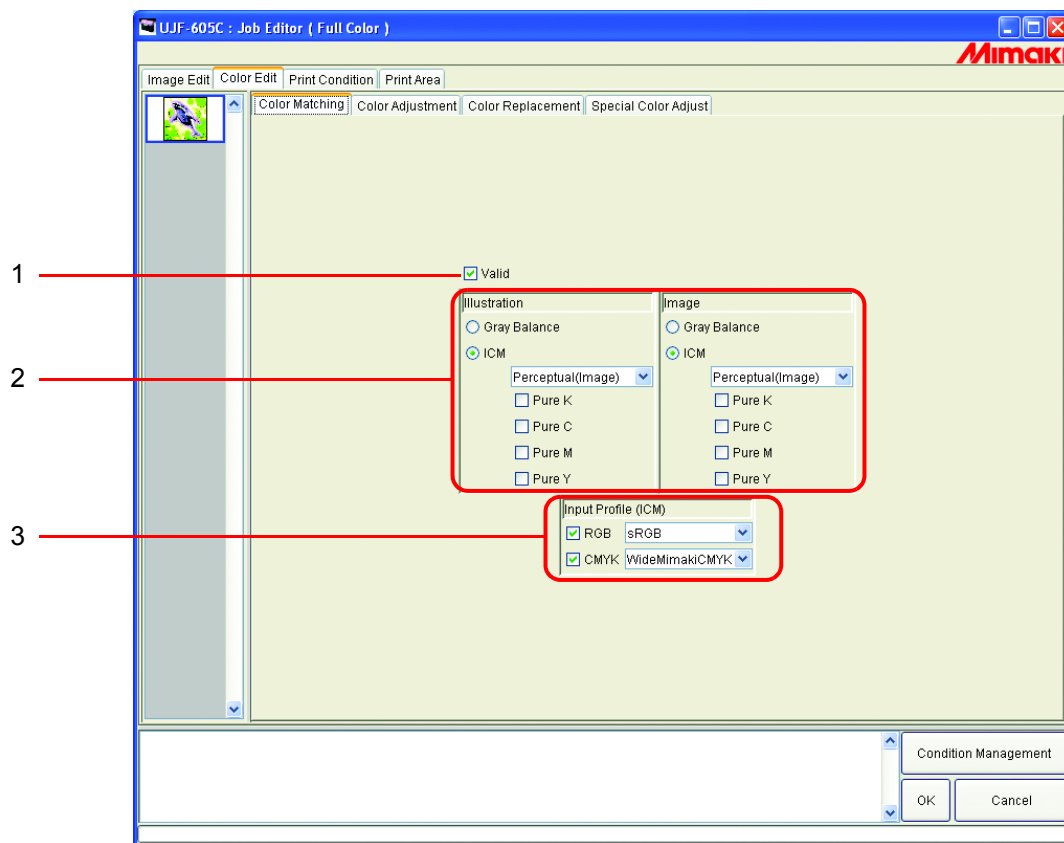 UJF-605C : Job Editor ( Full Color )
Mimaki
Image Edit Color Edit Print Condition Print Area
Color Matching Color Adjustment Color Replacement Special Color Adjust
1
Valid
Illustration Image
Gray Balance Gray Balance
ICM ICM
2
Perceptual(Image) Perceptual(Image)
Pure K Pure K
Pure C Pure C
Pure M Pure M
Pure Y Pure Y
Input Profile (ICM)
3
RGB sRGB
CMYK WideMimakiCMYK
Condition Management
OK Cancel